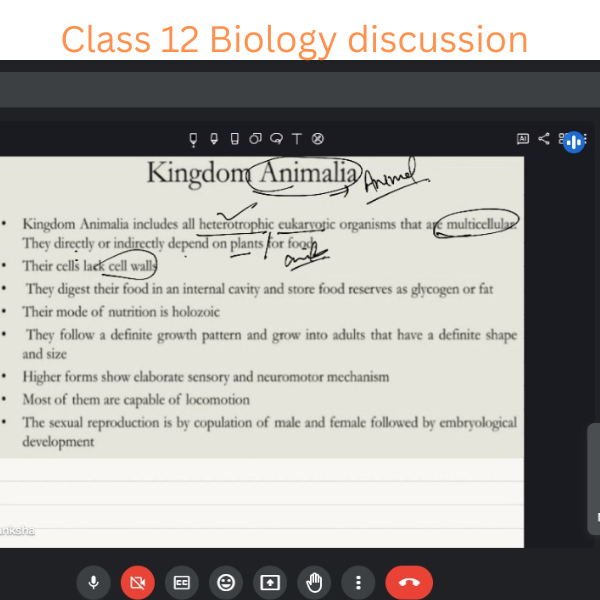 Class 12 Biology discussion
AI
Kingdom Animalia
Animal
• Kingdom Animalia includes all heterotrophic eukaryotic organisms that are multicellular.
They directly or indirectly depend on plants for food
• Their cells lack cell walls
• They digest their food in an internal cavity and store food reserves as glycogen or fat
• Their mode of nutrition is holozoic
• They follow a definite growth pattern and grow into adults that have a definite shape
and size
• Higher forms show elaborate sensory and neuromotor mechanism
• Most of them are capable of locomotion
• The sexual reproduction is by copulation of male and female followed by embryological
development
CC